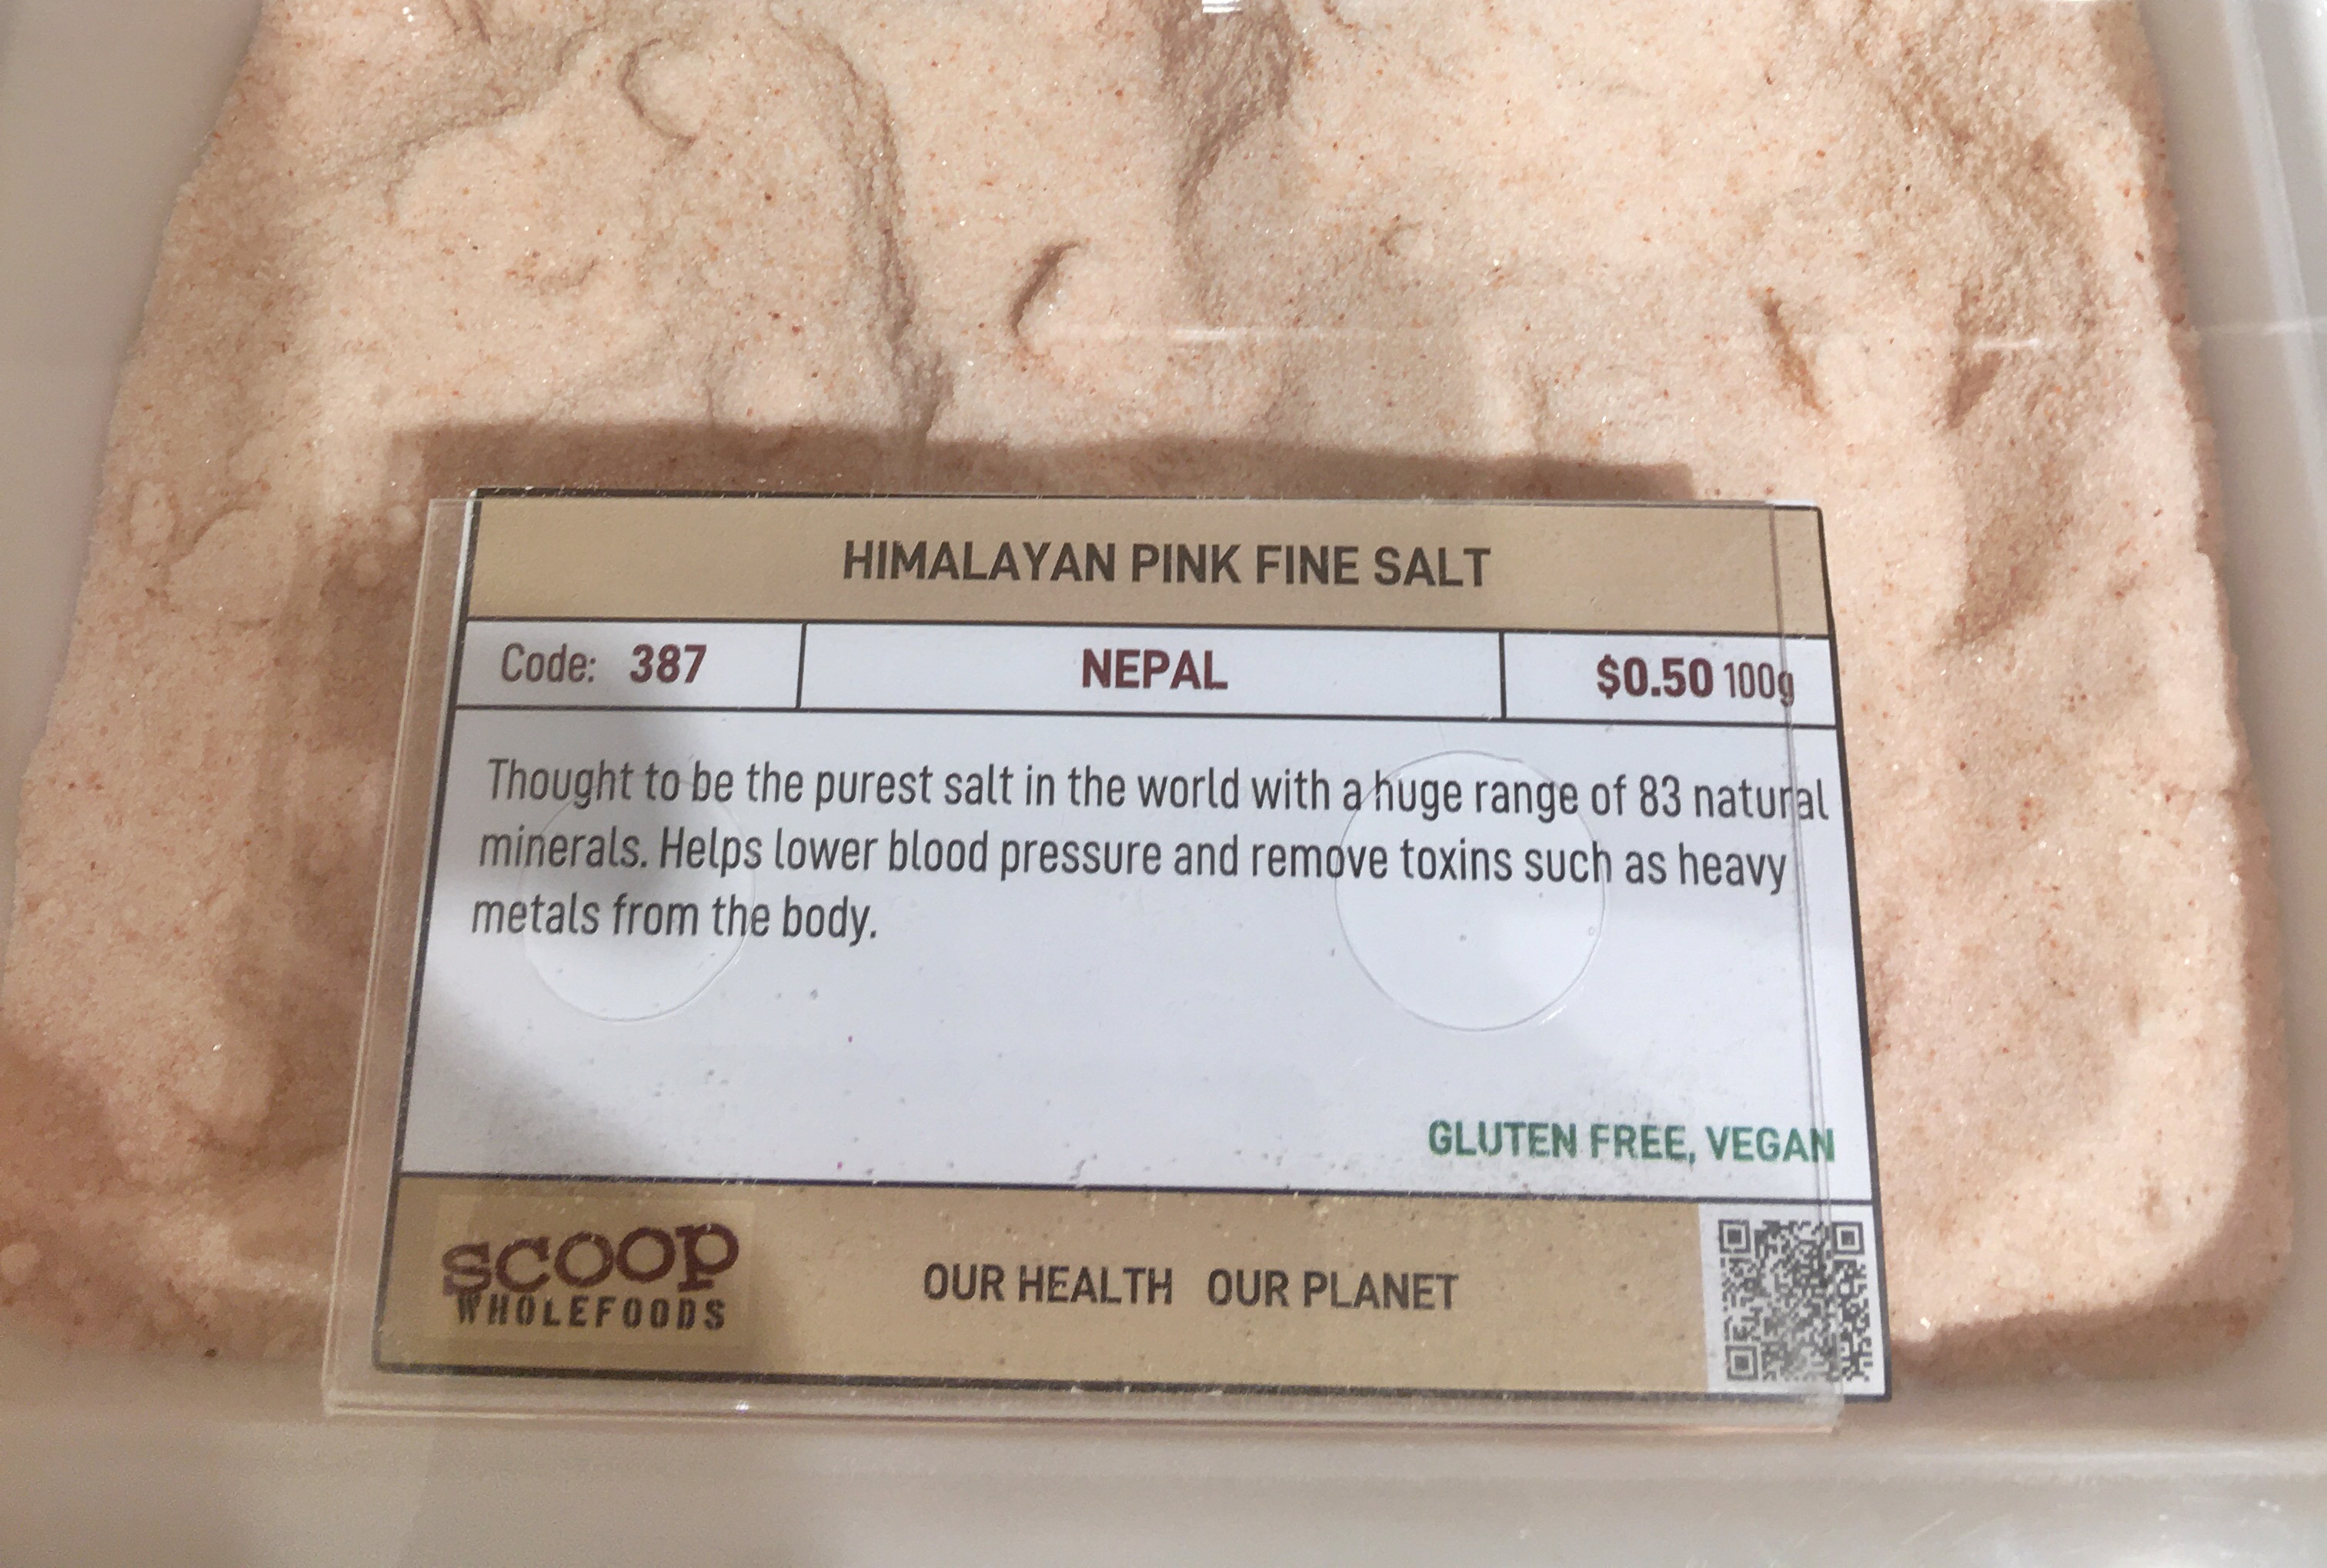 HIMALAYAN PINK FINE SALT
Code: 387 NEPAL $0.50 100g
Thought to be the purest salt in the world with a huge range of 83 natural
minerals. Helps lower blood pressure and remove toxins such as heavy
metals from the body.
GLUTEN FREE, VEGAN
scoop
WHOLEFOODS
OUR HEALTH OUR PLANET